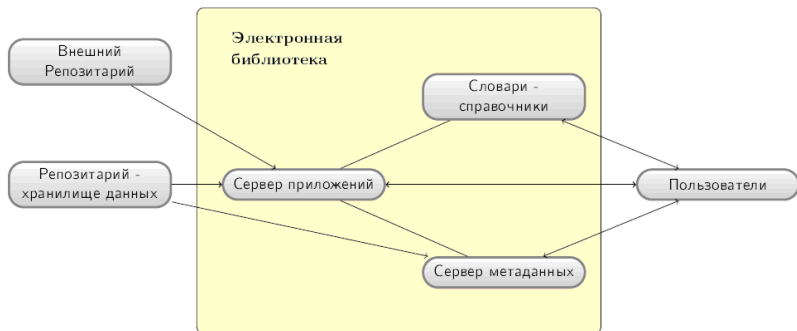 Электронная
библиотека
Внешний
Репозитарий
Словари -
справочники
Репозитарий -
хранилище данных
Сервер приложений
Пользователи
Сервер метаданных